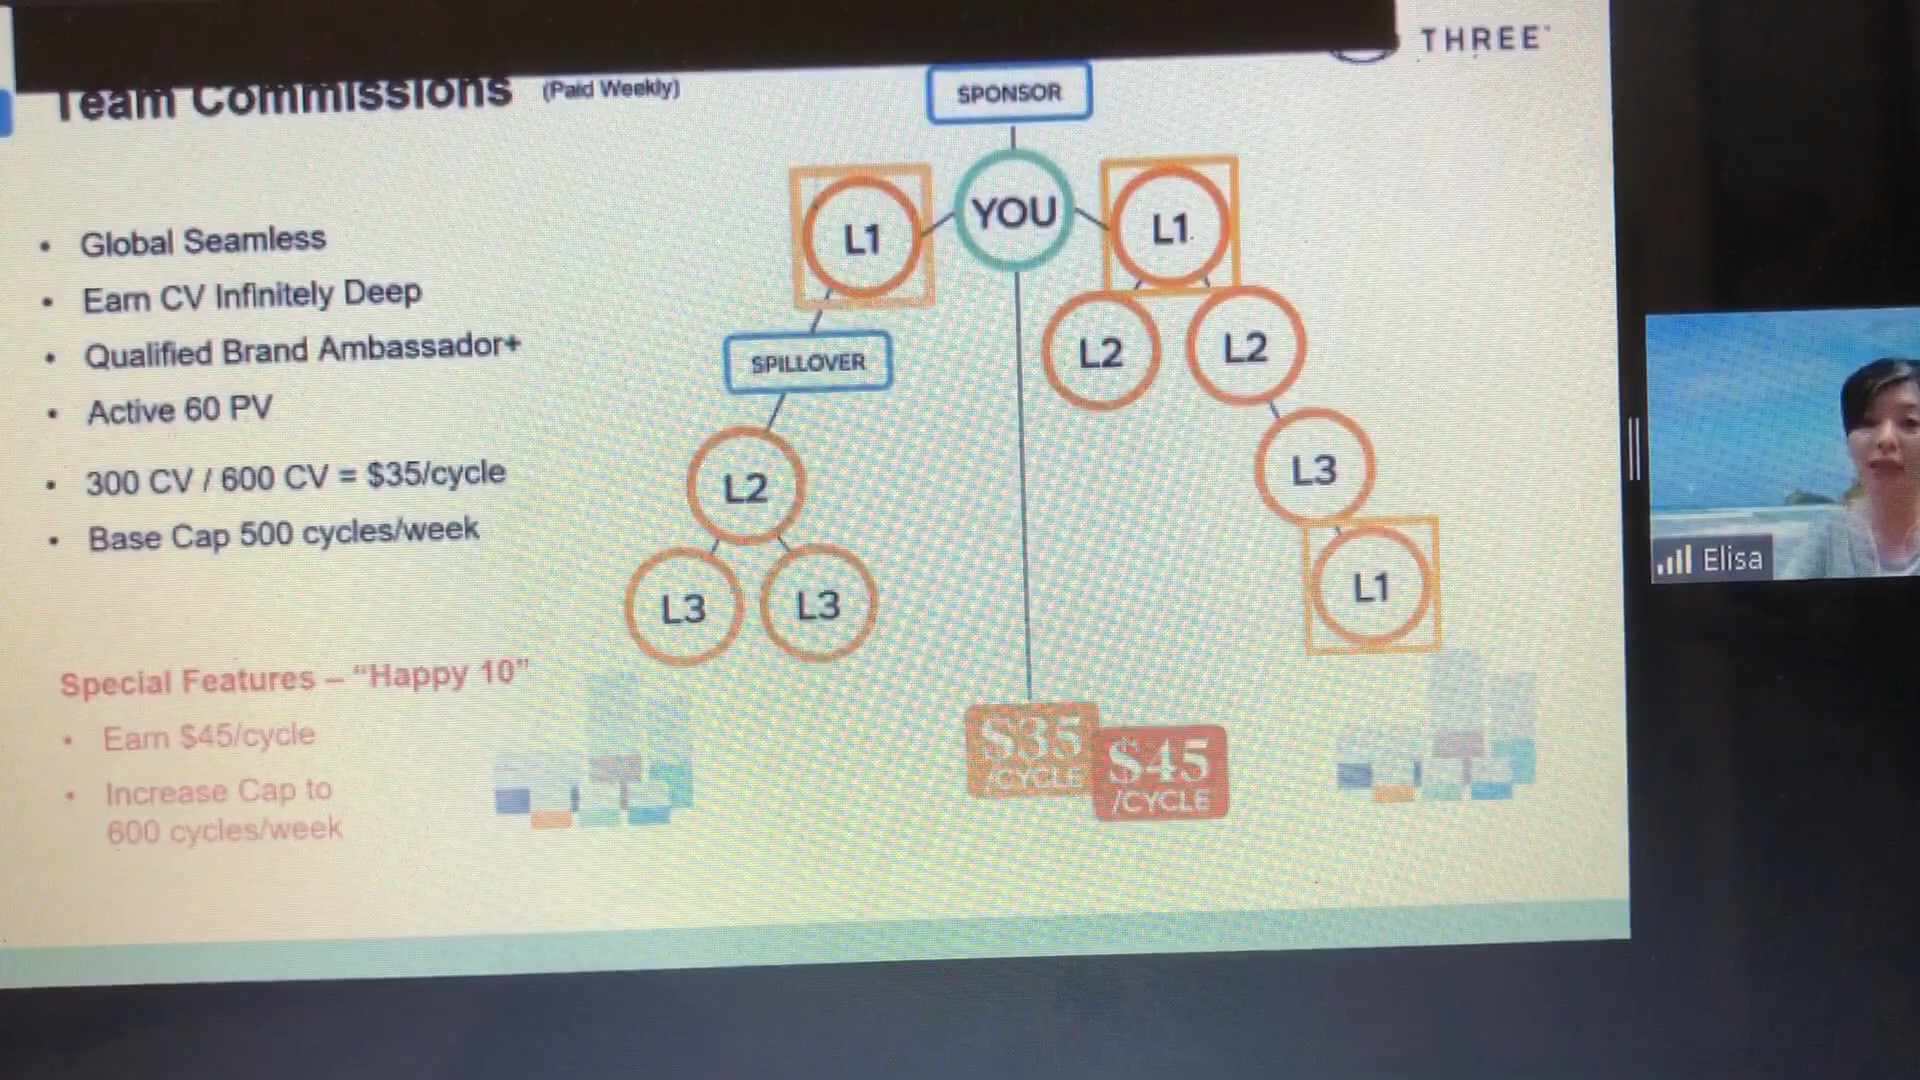 THREE
Team Commissions (Paid Weekly)
SPONSOR
YOU
L1
L1
• Global Seamless
• Earn CV Infinitely Deep
• Qualified Brand Ambassador+
• Active 60 PV
• 300 CV / 600 CV = $35/cycle
• Base Cap 500 cycles/week
SPILLOVER
L2
L2
L2
L3
L3
L3
L1
Elisa
Special Features – “Happy 10”
• Earn $45/cycle
• Increase Cap to
600 cycles/week
$35
/CYCLE
$45
/CYCLE